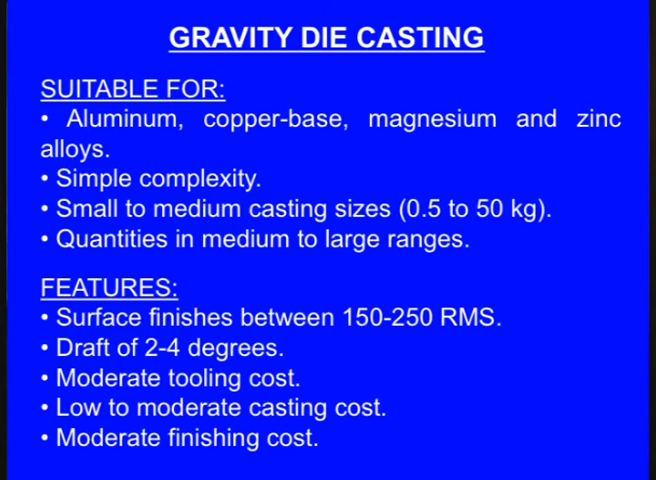 GRAVITY DIE CASTING
SUITABLE FOR:
• Aluminum, copper-base, magnesium and zinc
alloys.
• Simple complexity.
• Small to medium casting sizes (0.5 to 50 kg).
• Quantities in medium to large ranges.
FEATURES:
• Surface finishes between 150-250 RMS.
• Draft of 2-4 degrees.
• Moderate tooling cost.
• Low to moderate casting cost.
• Moderate finishing cost.